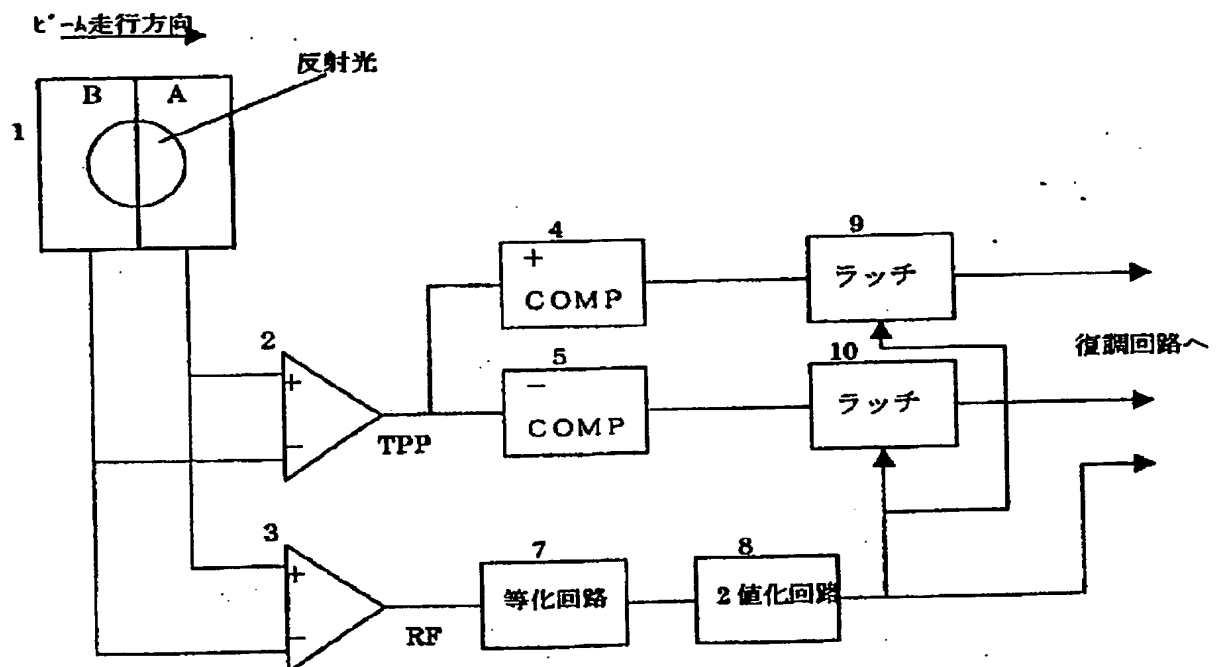 ビーム走行方向
反射光
B A
1
4
+
COMP
9
ラッチ
2
+
−
TPP
5
−
COMP
10
ラッチ
復調回路へ
3
+
−
RF
7
等化回路
8
2値化回路